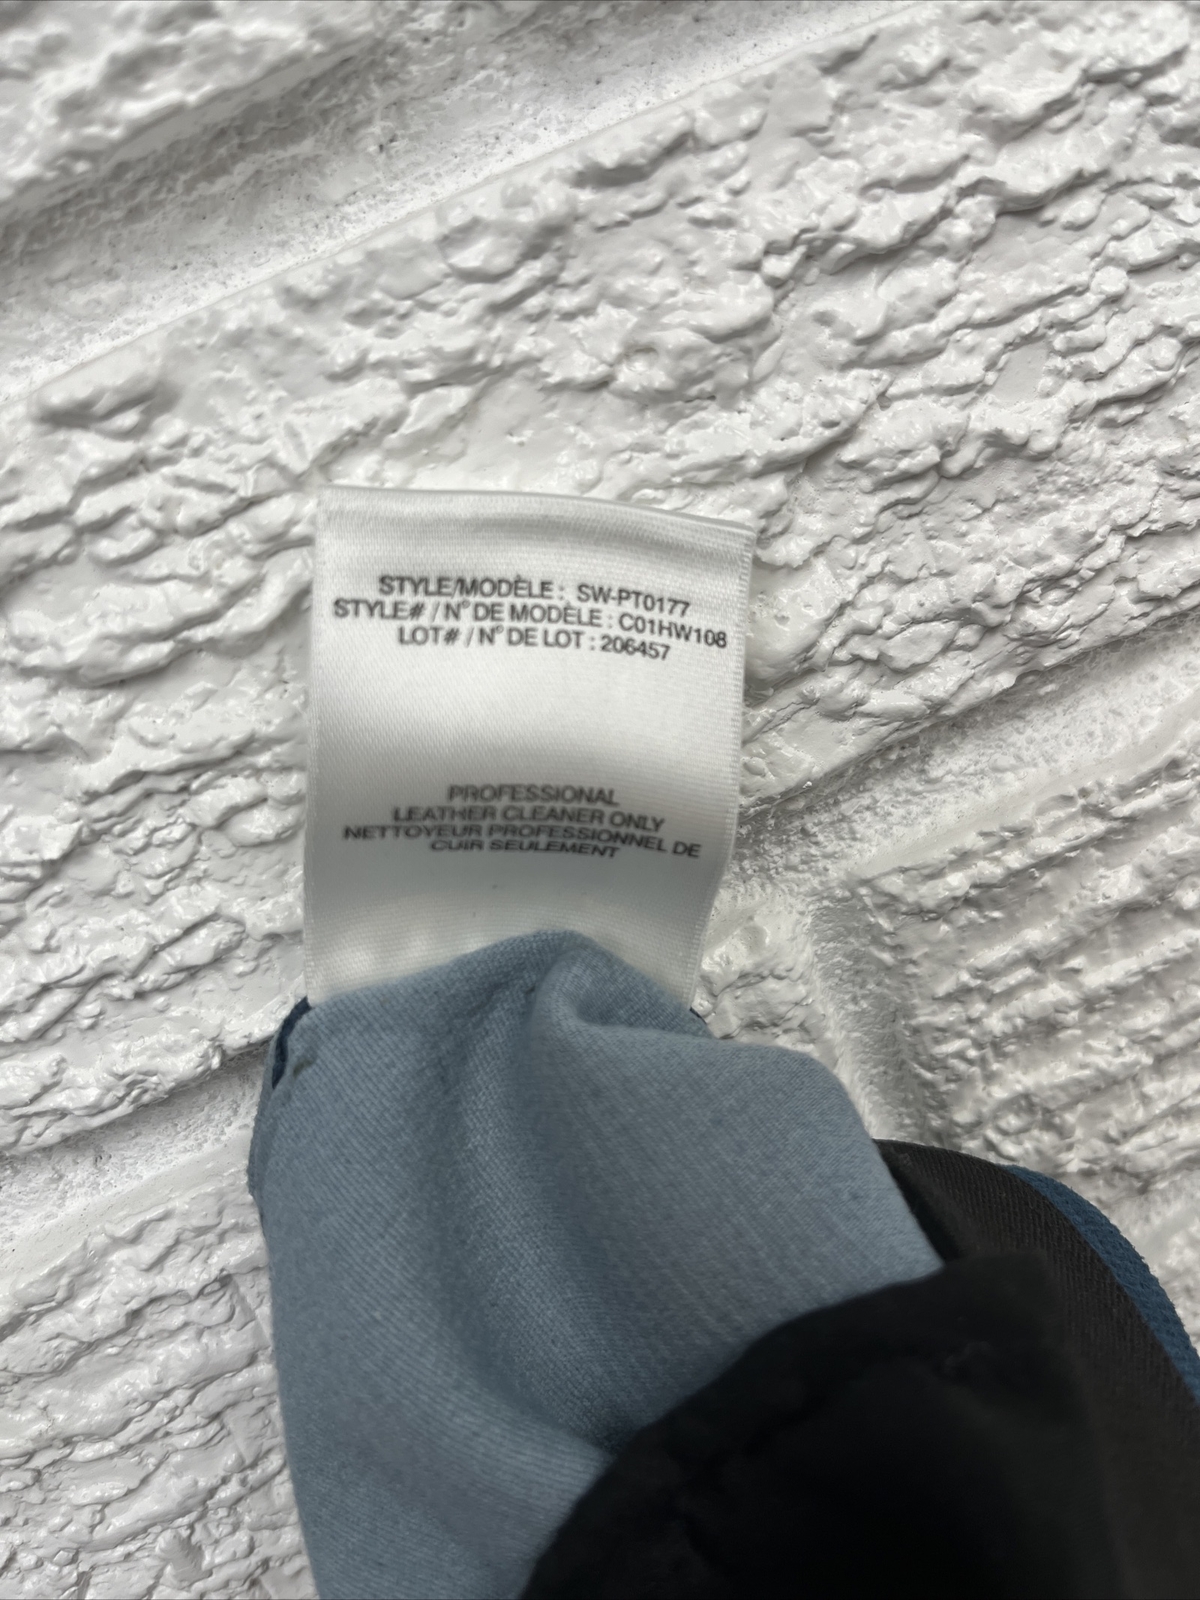 STYLE/MODÈLE : SW-PT0177
STYLE# / N° DE MODÈLE : C01HW108
LOT# / N° DE LOT : 206457
PROFESSIONAL
LEATHER CLEANER ONLY
NETTOYEUR PROFESSIONNEL DE
CUIR SEULEMENT